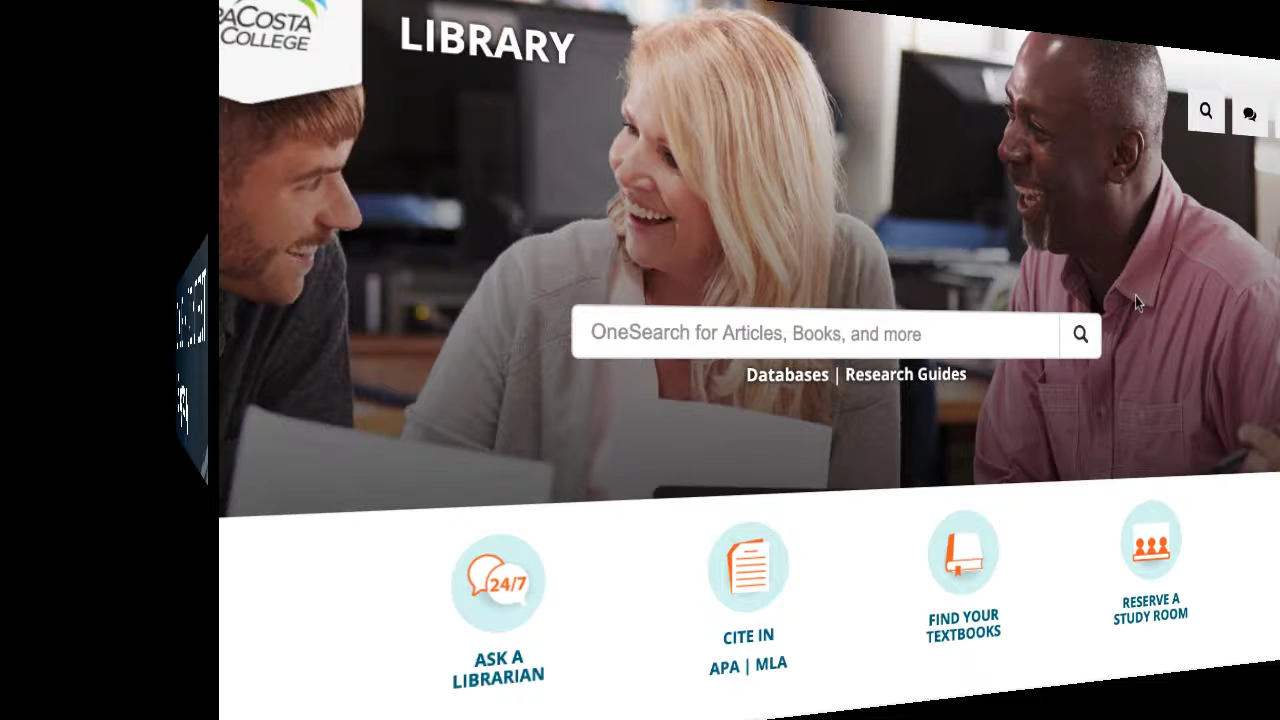 PACOSTA
COLLEGE
LIBRARY
OneSearch for Articles, Books, and more
Databases | Research Guides
24/7
ASK A
LIBRARIAN
CITE IN
APA | MLA
FIND YOUR
TEXTBOOKS
RESERVE A
STUDY ROOM